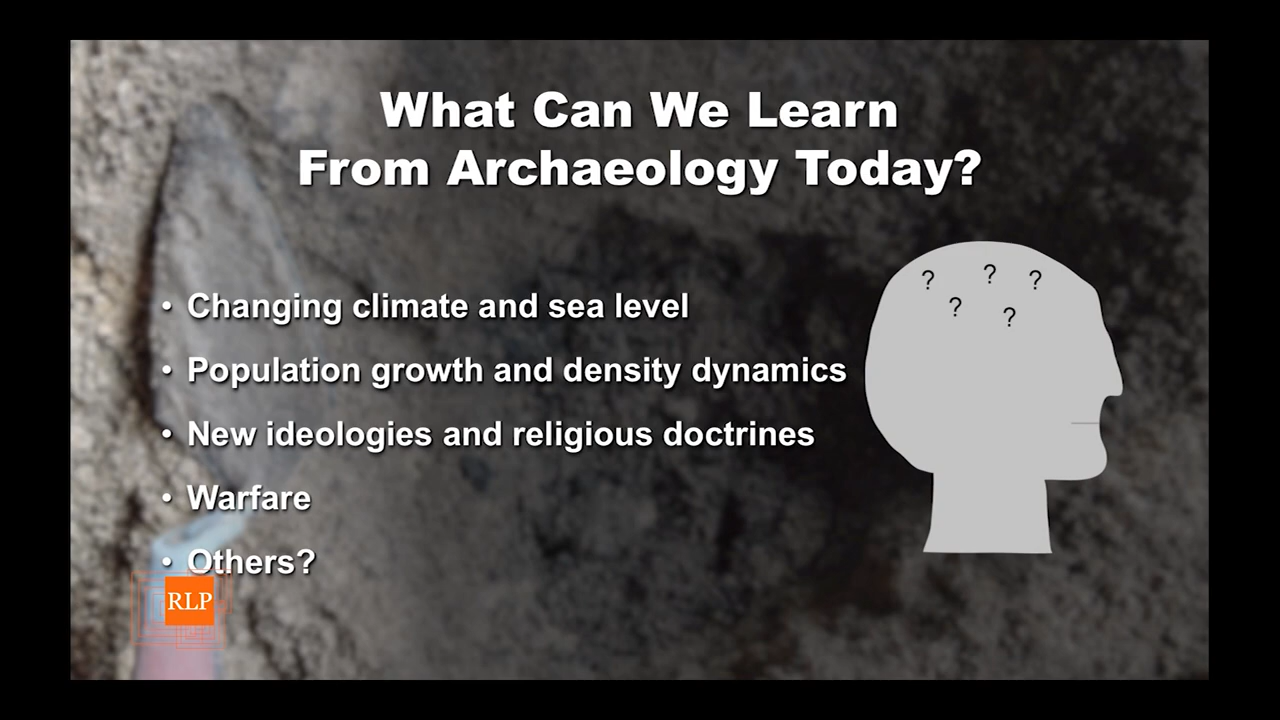 What Can We Learn
From Archaeology Today?
• Changing climate and sea level
• Population growth and density dynamics
• New ideologies and religious doctrines
• Warfare
• Others?
? ? ?
? ?
RLP